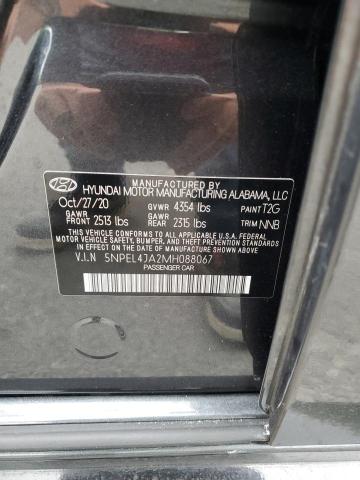 MANUFACTURED BY
HYUNDAI MOTOR MANUFACTURING ALABAMA, LLC
Oct/27/20 GVWR 4354 lbs PAINT T2G
GAWR FRONT 2513 lbs GAWR REAR 2315 lbs TRIM NNB
THIS VEHICLE CONFORMS TO ALL APPLICABLE U.S. FEDERAL
MOTOR VEHICLE SAFETY, BUMPER, AND THEFT PREVENTION STANDARDS
IN EFFECT ON THE DATE OF MANUFACTURE SHOWN ABOVE.
V.I.N 5NPEL4JA2MH088067
PASSENGER CAR